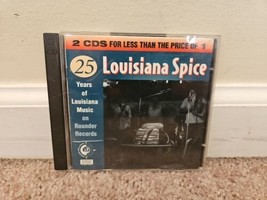 2 CDS FOR LESS THAN THE PRICE OF 1
25 Louisiana Spice
Years
of
Louisiana
Music
on
Rounder
Records